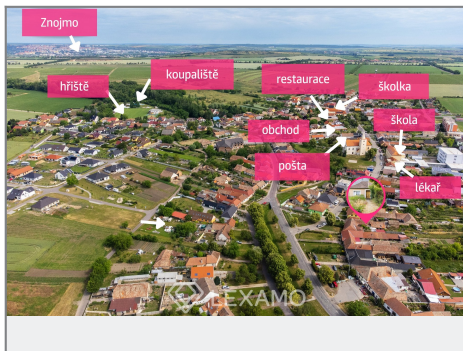 Znojmo
koupaliště
hřiště
restaurace
školka
obchod
škola
pošta
lékař
LEXAMO